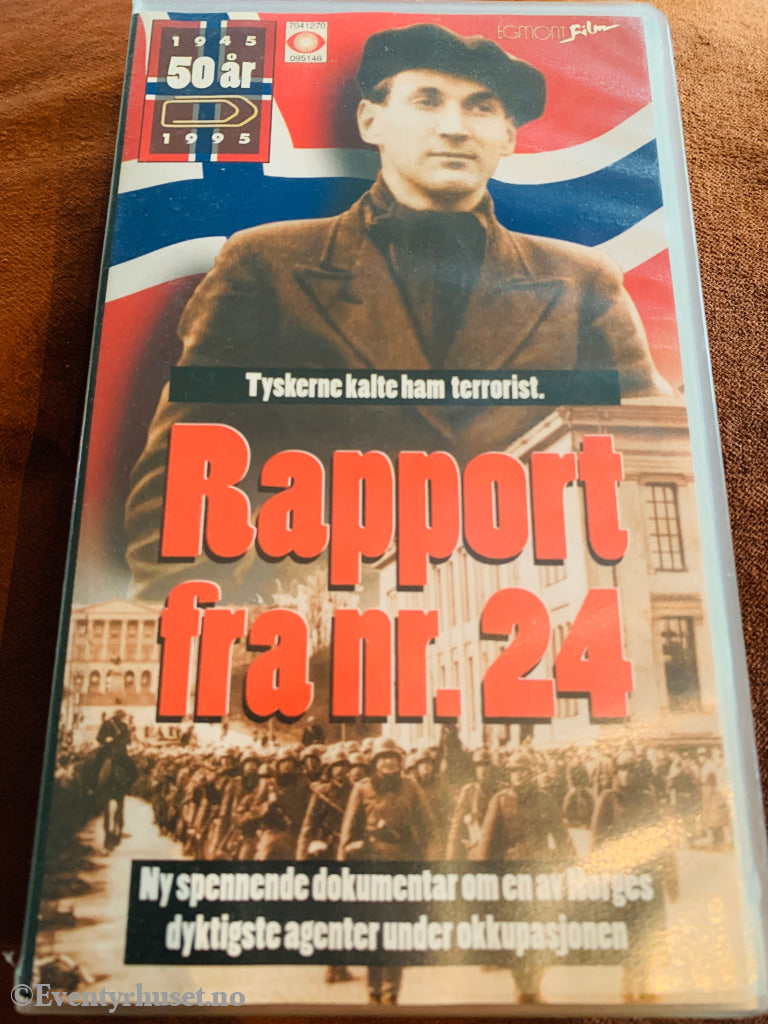 1945
50 år
1995
7041270
095146
EGMONT Film
Tyskerne kalte ham terrorist.
Rapport
fra nr. 24
Ny spennende dokumentar om en av Norges
dyktigste agenter under okkupasjonen
©Eventyrhuset.no